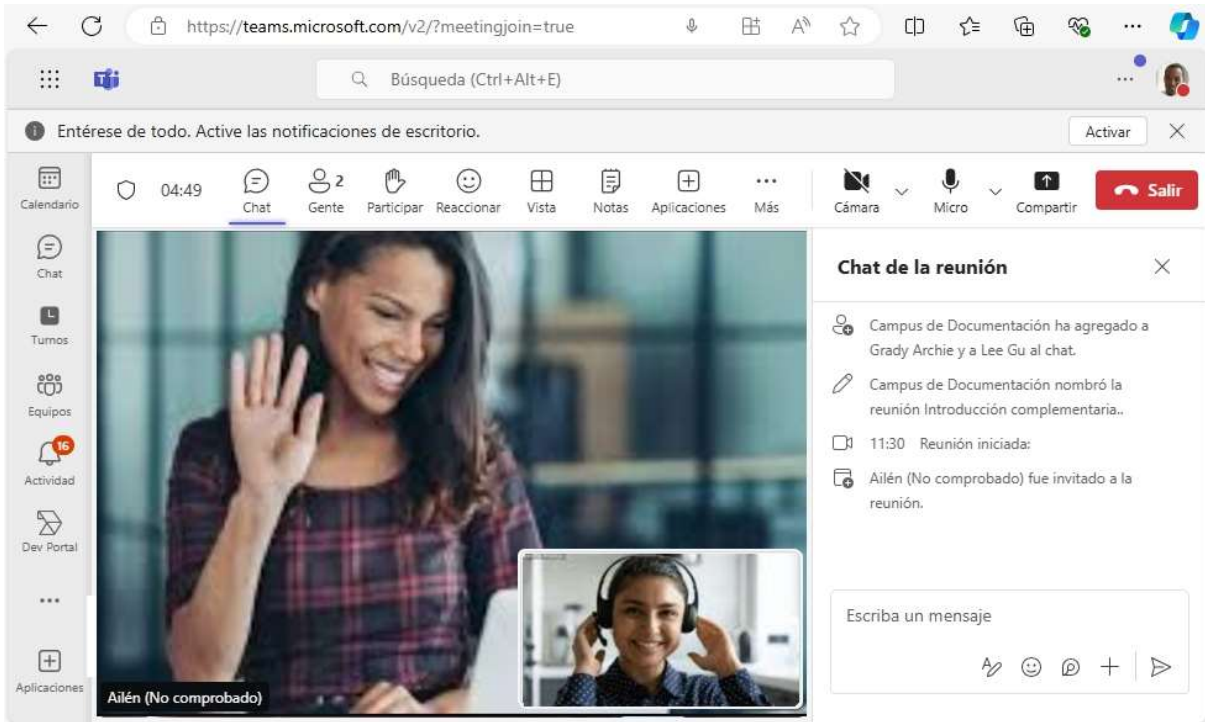 https://teams.microsoft.com/v2/?meetingjoin=true
Búsqueda (Ctrl+Alt+E)
Entérese de todo. Active las notificaciones de escritorio.
Activar
Calendario
Chat
Turnos
Equipos
16
Actividad
Dev Portal
Aplicaciones
04:49
Chat
2
Gente
Participar
Reaccionar
Vista
Notas
Aplicaciones
Más
Cámara
Micro
Compartir
Salir
Ailén (No comprobado)
Chat de la reunión
Campus de Documentación ha agregado a
Grady Archie y a Lee Gu al chat.
Campus de Documentación nombró la
reunión Introducción complementaria..
11:30 Reunión iniciada:
Ailén (No comprobado) fue invitado a la
reunión.
Escriba un mensaje